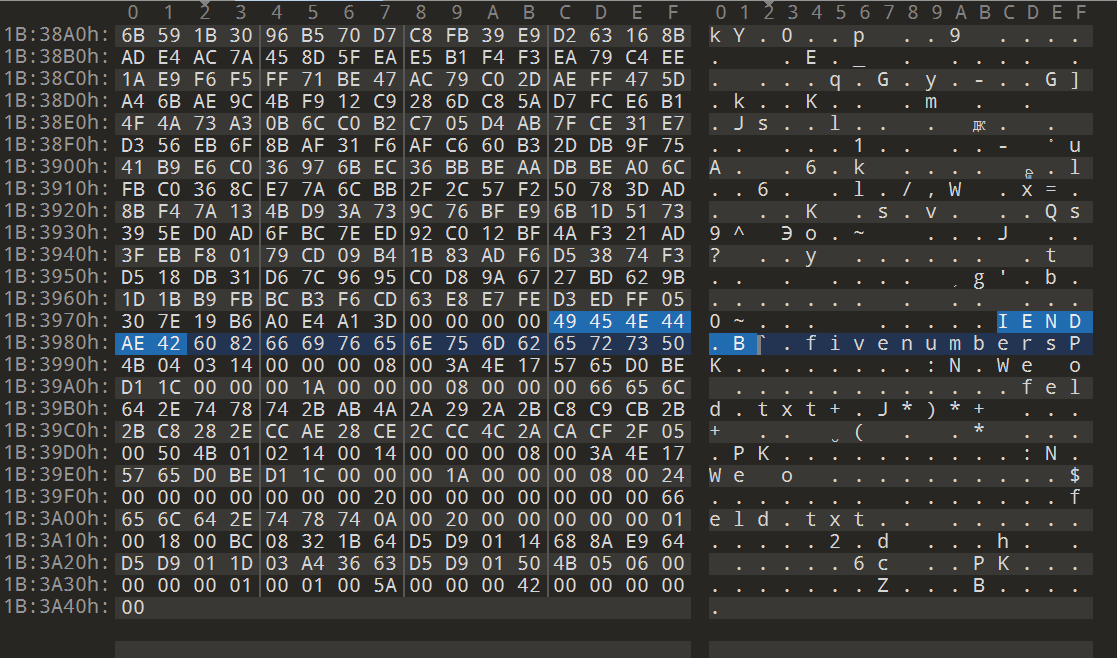 0 1 2 3 4 5 6 7 8 9 A B C D E F 0 1 2 3 4 5 6 7 8 9 A B C D E F
1B:38A0h: 6B 59 1B 30 96 B5 70 D7 C8 FB 39 E9 D2 63 16 8B k Y . 0 . p . . 9 . . . .
1B:38B0h: AD E4 AC 7A 45 8D 5F EA E5 B1 F4 F3 EA 79 C4 EE . . E . _ . . . . . .
1B:38C0h: 1A E9 F6 F5 FF 71 BE 47 AC 79 C0 2D AE FF 47 5D . . . . q . G . y . - . . G ]
1B:38D0h: A4 6B AE 9C 4B F9 12 C9 28 6D C8 5A D7 FC E6 B1 . k . . K . . m . .
1B:38E0h: 4F 4A 73 A3 0B 6C C0 B2 C7 05 D4 AB 7F CE 31 E7 . J s . . l . . . . . .
1B:38F0h: D3 56 EB 6F 8B AF 31 F6 AF C6 60 B3 2D DB 9F 75 . . . . 1 . . . . - u
1B:3900h: 41 B9 E6 C0 36 97 6B EC 36 BB BE AA DB BE A0 6C A . . 6 . k . . . . . l
1B:3910h: FB C0 36 8C E7 7A 6C BB 2F 2C 57 F2 50 78 3D AD . . 6 . . l . / , W . x = .
1B:3920h: 8B F4 7A 13 4B D9 3A 73 9C 76 BF E9 6B 1D 51 73 . . . K . s . v . . . . Q s
1B:3930h: 39 5E D0 AD 6F BC 7E ED 92 C0 12 BF 4A F3 21 AD 9 ^ Э o . ~ . . . J . .
1B:3940h: 3F EB F8 01 79 CD 09 B4 1B 83 AD F6 D5 38 74 F3 ? . . y . . . . . . t
1B:3950h: D5 18 DB 31 D6 7C 96 95 C0 D9 9A 67 27 BD 62 9B . . . . . . . g ' . b .
1B:3960h: 1D 1B B9 FB BC B3 F6 CD 63 E8 E7 FE D3 ED FF 05 . . . . . . . . . . . . .
1B:3970h: 30 7E 19 B6 A0 E4 A1 3D 00 00 00 00 49 45 4E 44 0 ~ . . . . . . . . . . I E N D
1B:3980h: AE 42 60 82 66 69 76 65 6E 75 6D 62 65 72 73 50 . B ` . f i v e n u m b e r s P
1B:3990h: 4B 04 03 14 00 00 00 08 00 3A 4E 17 57 65 D0 BE K . . . . . . . . : N . W e o
1B:39A0h: D1 1C 00 00 00 1A 00 00 00 08 00 00 00 66 65 6C . . . . . . . . . . . . f e l
1B:39B0h: 64 2E 74 78 74 2B AB 4A 2A 29 2A 2B C8 C9 CB 2B d . t x t + . J * ) * + . . .
1B:39C0h: 2B C8 28 2E CC AE 28 CE 2C CC 4C 2A CA CF 2F 05 + . . ( . . * . . .
1B:39D0h: 00 50 4B 01 02 14 00 14 00 00 00 08 00 3A 4E 17 . P K . . . . . . . . . . : N .
1B:39E0h: 57 65 D0 BE D1 1C 00 00 00 1A 00 00 00 08 00 24 W e o . . . . . . . . . . . $
1B:39F0h: 00 00 00 00 00 00 00 20 00 00 00 00 00 00 00 66 . . . . . . . . . . . . . . f
1B:3A00h: 65 6C 64 2E 74 78 74 0A 00 20 00 00 00 00 00 01 e l d . t x t . . . . . . . .
1B:3A10h: 00 18 00 BC 08 32 1B 64 D5 D9 01 14 68 8A E9 64 . . . . . 2 . d . . . h . .
1B:3A20h: D5 D9 01 1D 03 A4 36 63 D5 D9 01 50 4B 05 06 00 . . . . . 6 c . . P K . . .
1B:3A30h: 00 00 00 01 00 01 00 5A 00 00 00 42 00 00 00 00 . . . . . . . Z . . . B . . . .
1B:3A40h: 00 .